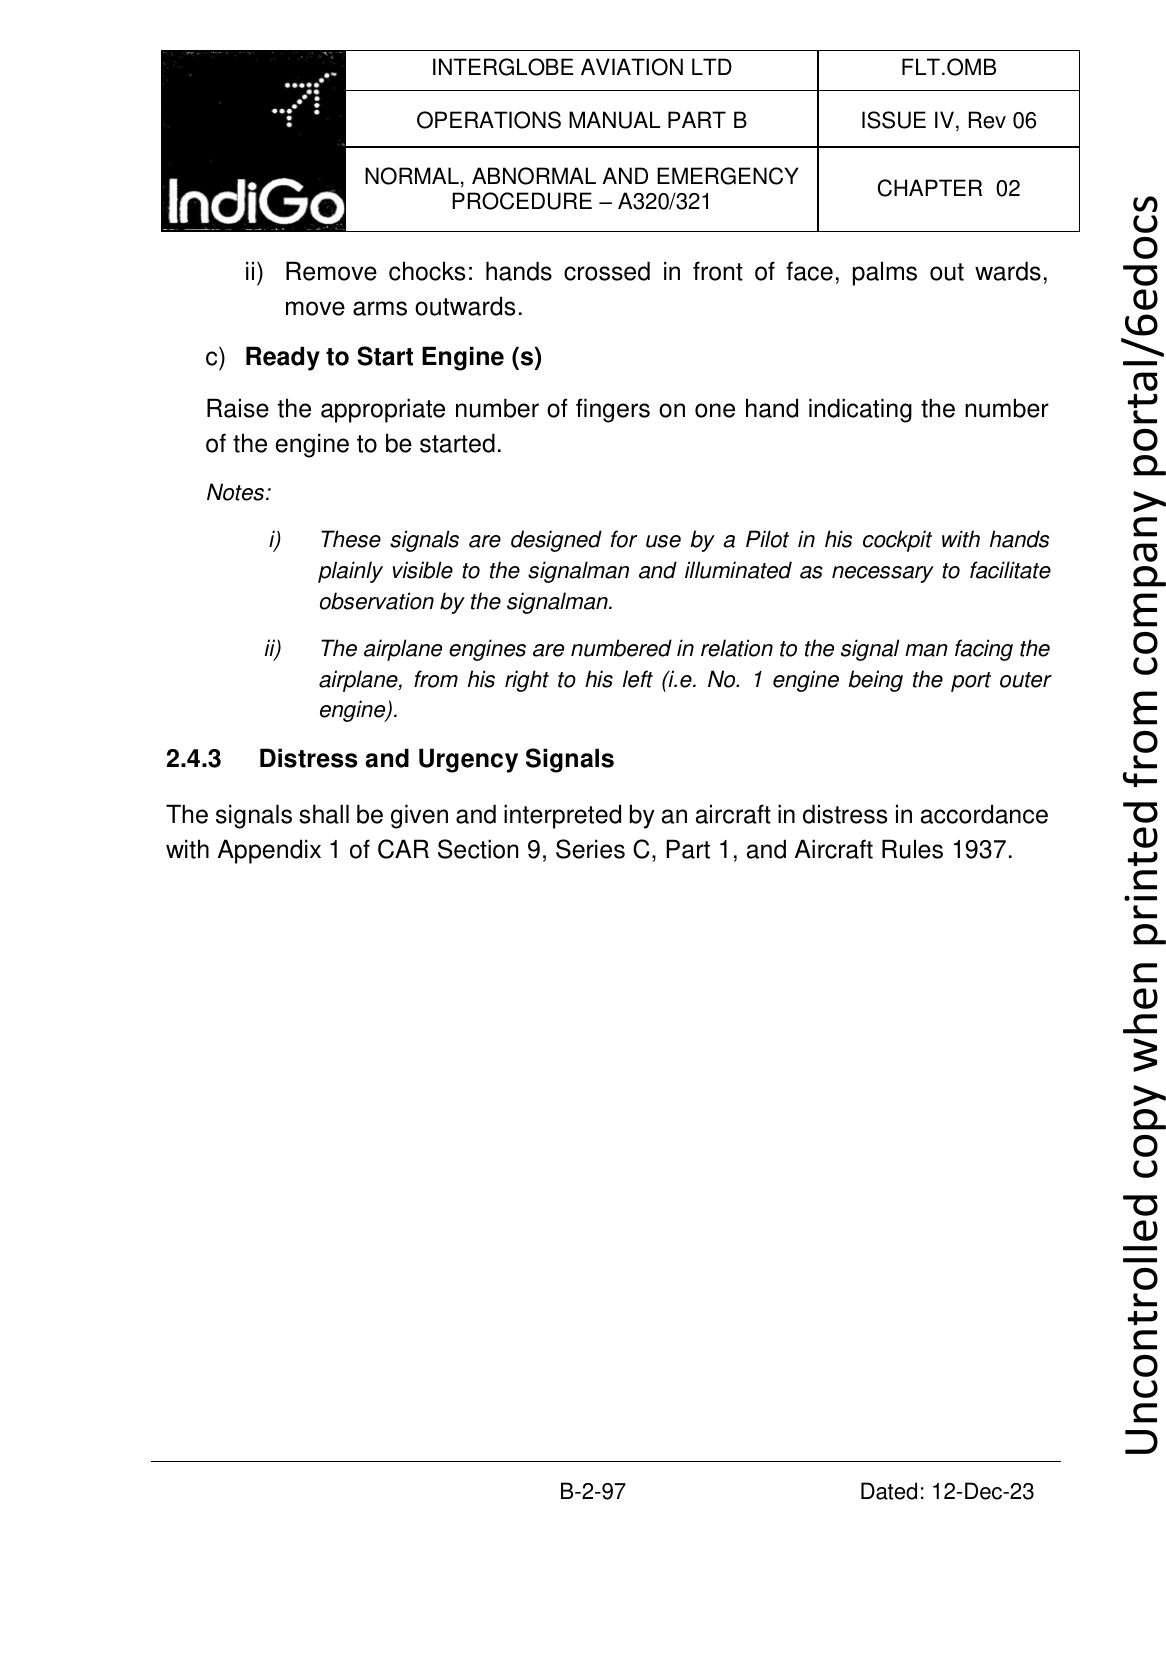 IndiGo
INTERGLOBE AVIATION LTD
FLT.OMB
OPERATIONS MANUAL PART B
ISSUE IV, Rev 06
NORMAL, ABNORMAL AND EMERGENCY
PROCEDURE – A320/321
CHAPTER 02
ii) Remove chocks: hands crossed in front of face, palms out wards,
move arms outwards.
c) Ready to Start Engine (s)
Raise the appropriate number of fingers on one hand indicating the number
of the engine to be started.
Notes:
i) These signals are designed for use by a Pilot in his cockpit with hands
plainly visible to the signalman and illuminated as necessary to facilitate
observation by the signalman.
ii) The airplane engines are numbered in relation to the signal man facing the
airplane, from his right to his left (i.e. No. 1 engine being the port outer
engine).
2.4.3 Distress and Urgency Signals
The signals shall be given and interpreted by an aircraft in distress in accordance
with Appendix 1 of CAR Section 9, Series C, Part 1, and Aircraft Rules 1937.
B-2-97
Dated: 12-Dec-23
Uncontrolled copy when printed from company portal/6edocs